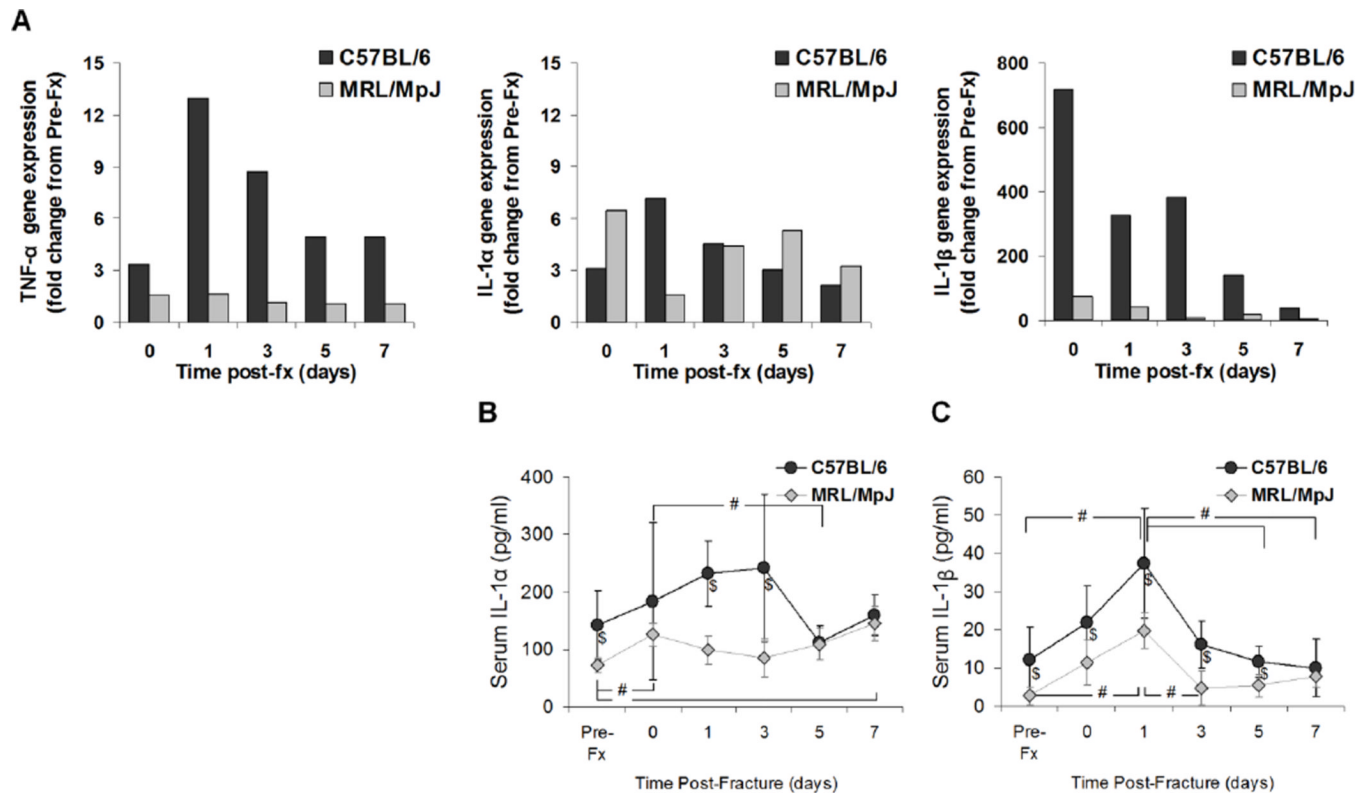 A
TNF-α gene expression
(fold change from Pre-Fx)
15
12
9
6
3
0
C57BL/6
MRL/MpJ
0 1 3 5 7
Time post-fx (days)
IL-1α gene expression
(fold change from Pre-Fx)
15
12
9
6
3
0
C57BL/6
MRL/MpJ
0 1 3 5 7
Time post-fx (days)
IL-1β gene expression
(fold change from Pre-Fx)
800
600
400
200
0
C57BL/6
MRL/MpJ
0 1 3 5 7
Time post-fx (days)
B
Serum IL-1α (pg/ml)
400
300
200
100
0
C57BL/6
MRL/MpJ
#
$ $ $
#
Pre-Fx 0 1 3 5 7
Time Post-Fracture (days)
C
Serum IL-1β (pg/ml)
60
50
40
30
20
10
0
C57BL/6
MRL/MpJ
# #
$ $ $ $ $
# #
Pre-Fx 0 1 3 5 7
Time Post-Fracture (days)